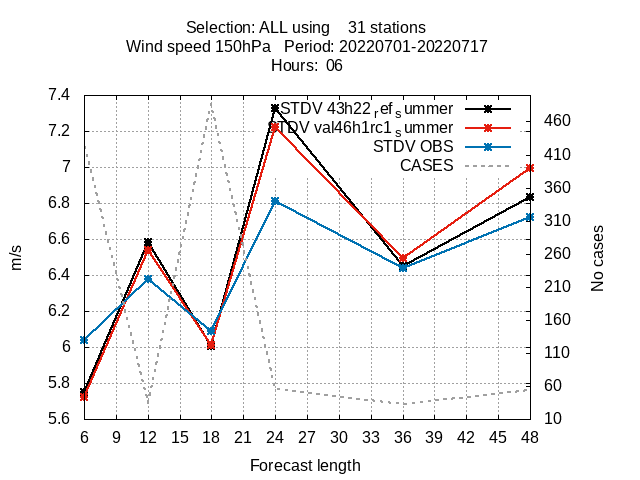 Selection: ALL using 31 stations
Wind speed 150hPa Period: 20220701-20220717
Hours: 06
STDV 43h22_ref_summer
STDV val46h1rc1_summer
STDV OBS
CASES
7.4
7.2
7
6.8
6.6
6.4
6.2
6
5.8
5.6
m/s
460
410
360
310
260
210
160
110
60
10
No cases
6 9 12 15 18 21 24 27 30 33 36 39 42 45 48
Forecast length